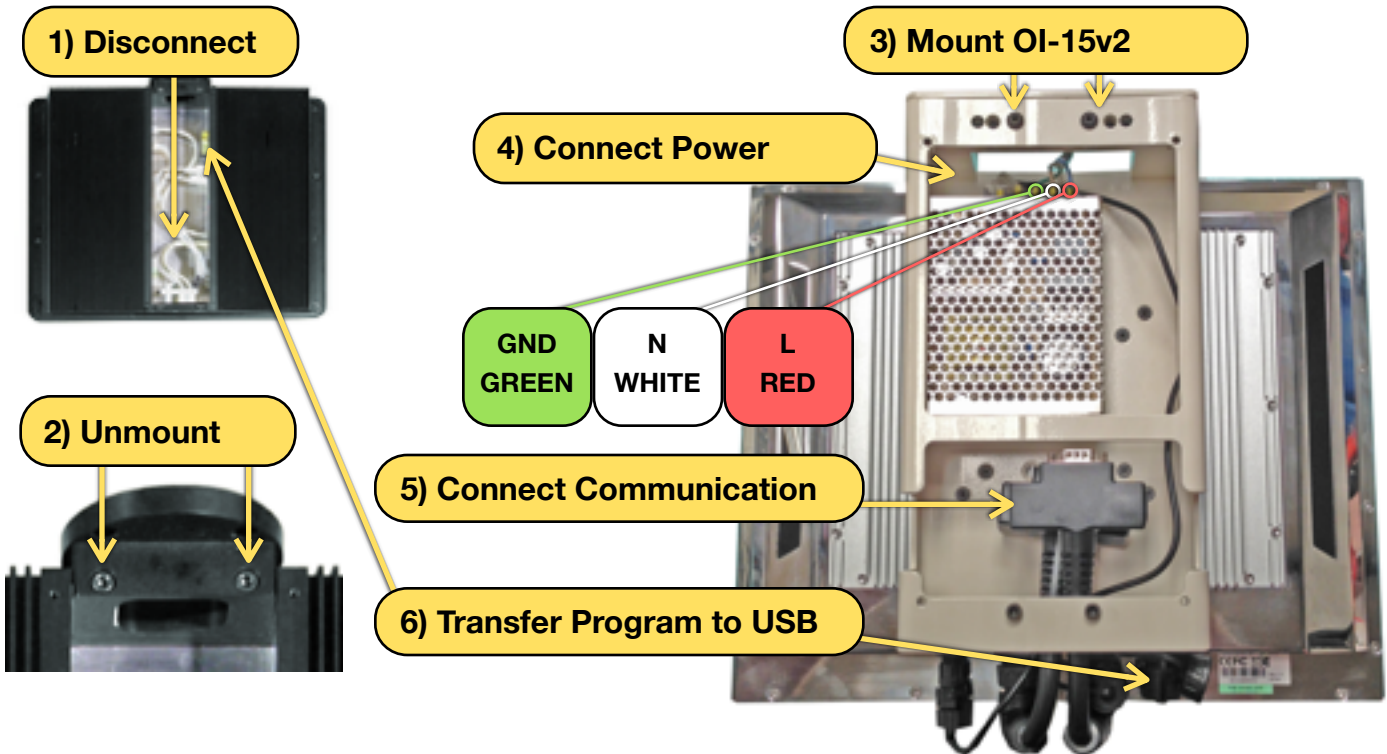 1) Disconnect
3) Mount OI-15v2
4) Connect Power
GND
GREEN
N
WHITE
L
RED
2) Unmount
5) Connect Communication
6) Transfer Program to USB